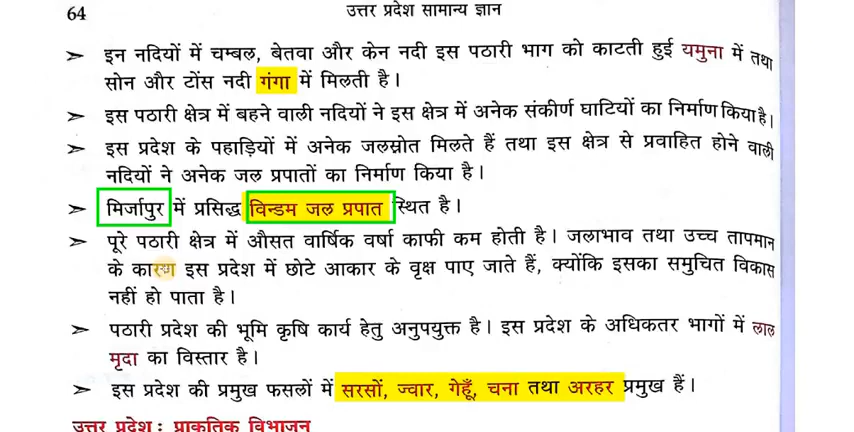 64
उत्तर प्रदेश सामान्य ज्ञान
➢ इन नदियों में चम्बल, बेतवा और केन नदी इस पठारी भाग को काटती हुई यमुना में तथा
सोन और टोंस नदी गंगा में मिलती है।
➢ इस पठारी क्षेत्र में बहने वाली नदियों ने इस क्षेत्र में अनेक संकीर्ण घाटियों का निर्माण किया है।
➢ इस प्रदेश के पहाड़ियों में अनेक जलस्रोत मिलते हैं तथा इस क्षेत्र से प्रवाहित होने वाली
नदियों ने अनेक जल प्रपातों का निर्माण किया है।
➢ मिर्जापुर में प्रसिद्ध विन्डम जल प्रपात स्थित है।
➢ पूरे पठारी क्षेत्र में औसत वार्षिक वर्षा काफी कम होती है। जलाभाव तथा उच्च तापमान
के कारण इस प्रदेश में छोटे आकार के वृक्ष पाए जाते हैं, क्योंकि इसका समुचित विकास
नहीं हो पाता है।
➢ पठारी प्रदेश की भूमि कृषि कार्य हेतु अनुपयुक्त है। इस प्रदेश के अधिकतर भागों में लाल
मृदा का विस्तार है।
➢ इस प्रदेश की प्रमुख फसलों में सरसों, ज्वार, गेहूँ, चना तथा अरहर प्रमुख हैं।
उत्तर प्रदेश : प्राकृतिक विभाजन